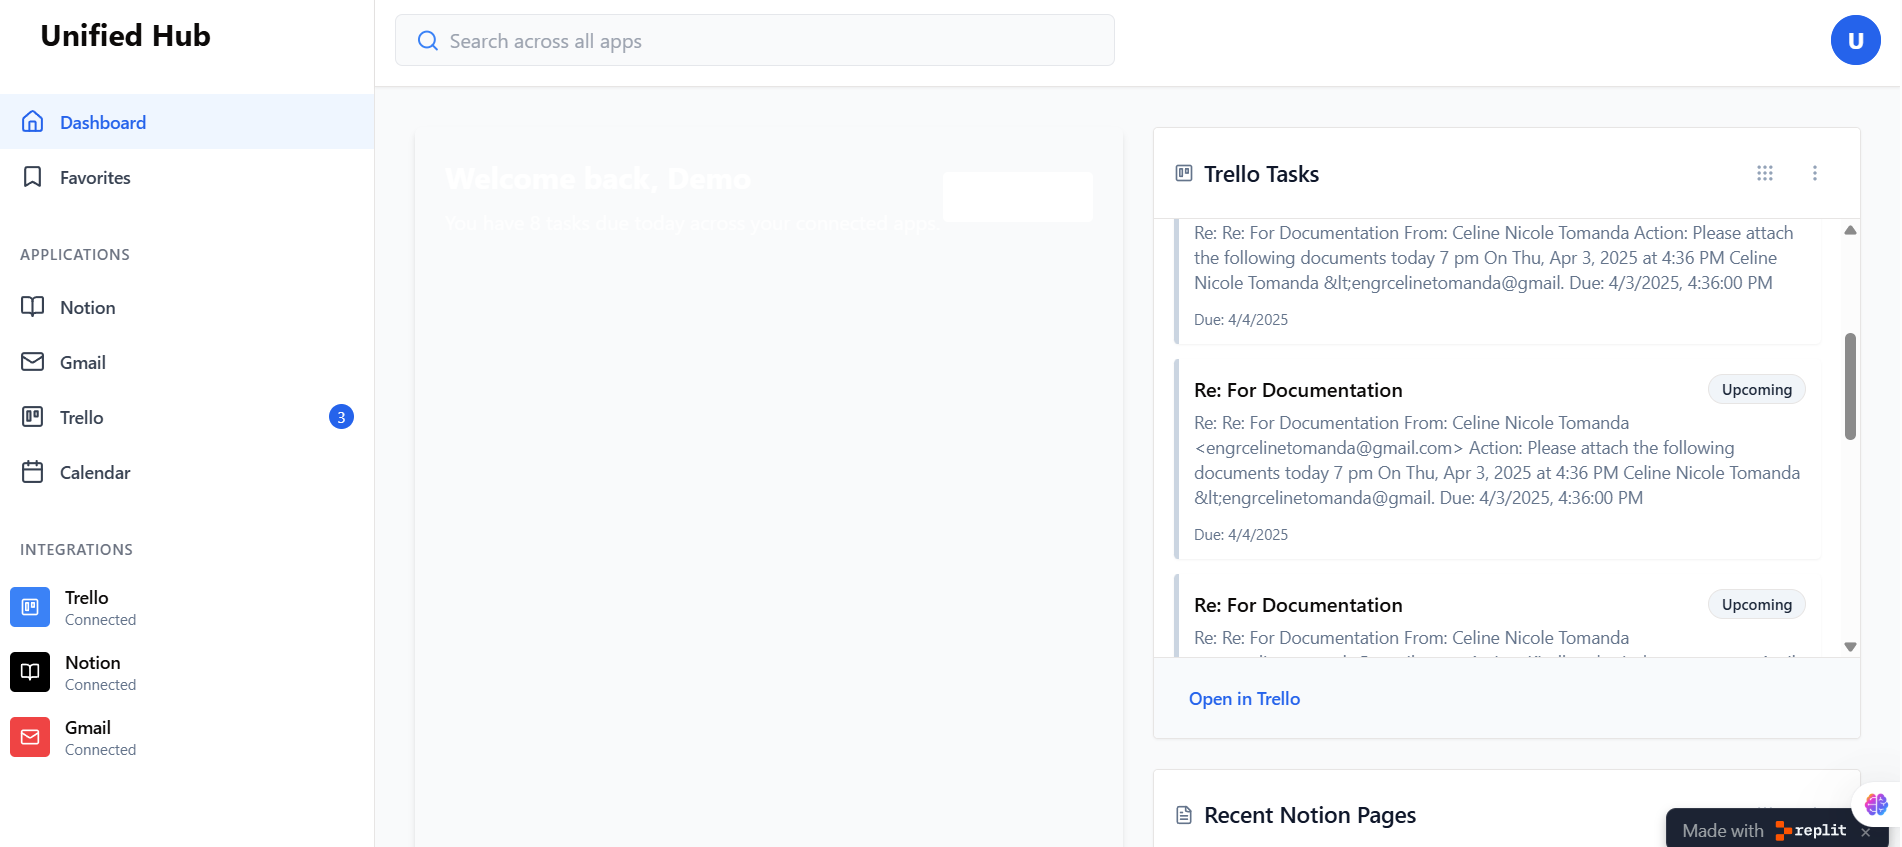 Unified Hub
Search across all apps
U
Dashboard
Favorites
APPLICATIONS
Notion
Gmail
Trello
3
Calendar
INTEGRATIONS
Trello
Connected
Notion
Connected
Gmail
Connected
Welcome back, Demo
You have 8 tasks due today across your connected apps
Trello Tasks
Re: Re: For Documentation From: Celine Nicole Tomanda Action: Please attach
the following documents today 7 pm On Thu, Apr 3, 2025 at 4:36 PM Celine
Nicole Tomanda &lt;engrcelinetomanda@gmail. Due: 4/3/2025, 4:36:00 PM
Due: 4/4/2025
Re: For Documentation
Upcoming
Re: Re: For Documentation From: Celine Nicole Tomanda
<engrcelinetomanda@gmail.com> Action: Please attach the following
documents today 7 pm On Thu, Apr 3, 2025 at 4:36 PM Celine Nicole Tomanda
&lt;engrcelinetomanda@gmail. Due: 4/3/2025, 4:36:00 PM
Due: 4/4/2025
Re: For Documentation
Upcoming
Re: Re: For Documentation From: Celine Nicole Tomanda
Open in Trello
Recent Notion Pages
Made with replit